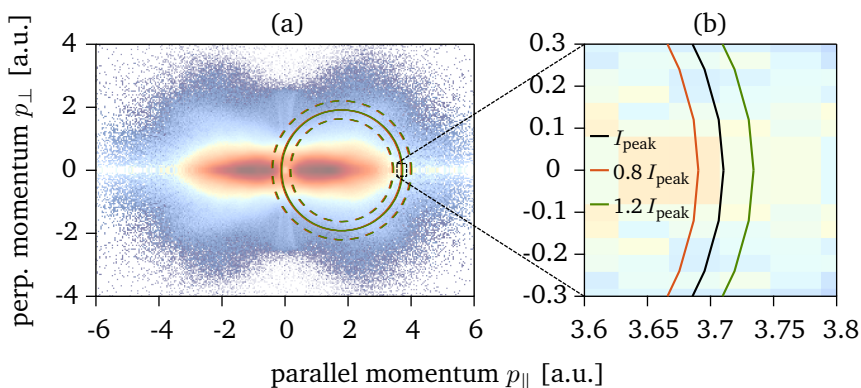 (a)
(b)
perp. momentum p⊥ [a.u.]
4
2
0
-2
-4
-6 -4 -2 0 2 4 6
0.3
0.2
0.1
0
-0.1
-0.2
-0.3
I_peak
0.8 I_peak
1.2 I_peak
3.6 3.65 3.7 3.75 3.8
parallel momentum p∥ [a.u.]